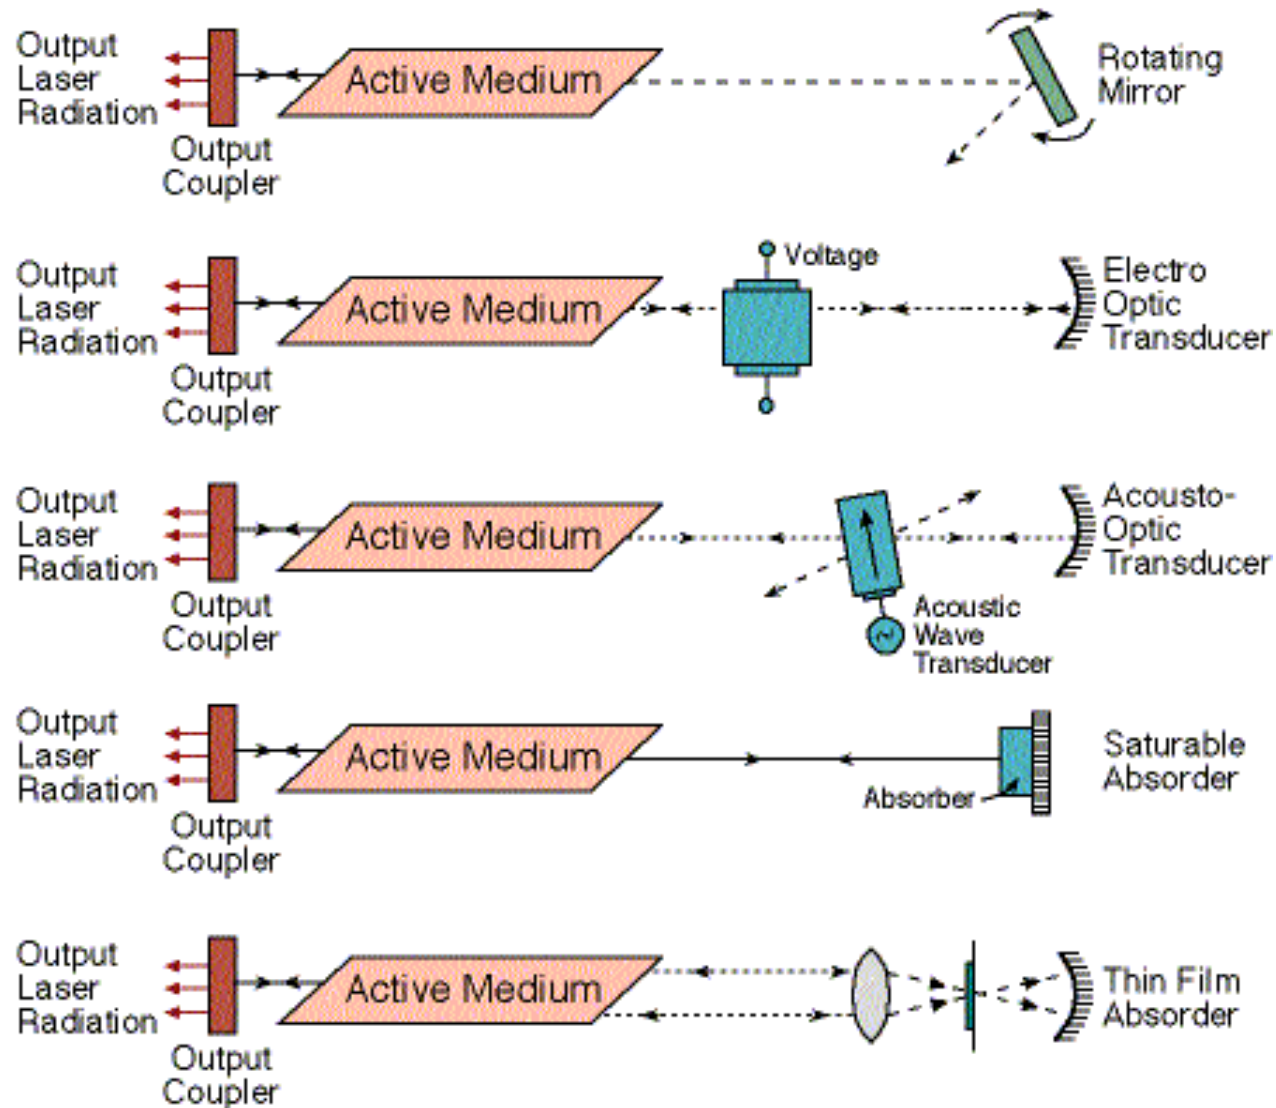 Output
Laser
Radiation
Output
Coupler
Active Medium
Rotating
Mirror
Output
Laser
Radiation
Output
Coupler
Active Medium
Voltage
Electro
Optic
Transducer
Output
Laser
Radiation
Output
Coupler
Active Medium
Acoustic
Wave
Transducer
Acousto-
Optic
Transducer
Output
Laser
Radiation
Output
Coupler
Active Medium
Absorber
Saturable
Absorder
Output
Laser
Radiation
Output
Coupler
Active Medium
Thin Film
Absorder